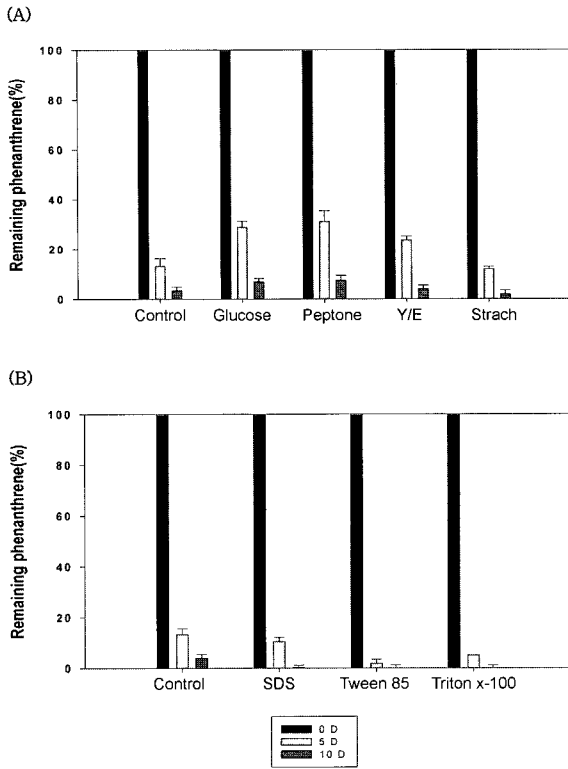 (A)
Remaining phenanthrene(%)
100
80
60
40
20
0
Control Glucose Peptone Y/E Strach
(B)
Remaining phenanthrene(%)
100
80
60
40
20
0
Control SDS Tween 85 Triton x-100
0 D
5 D
10 D